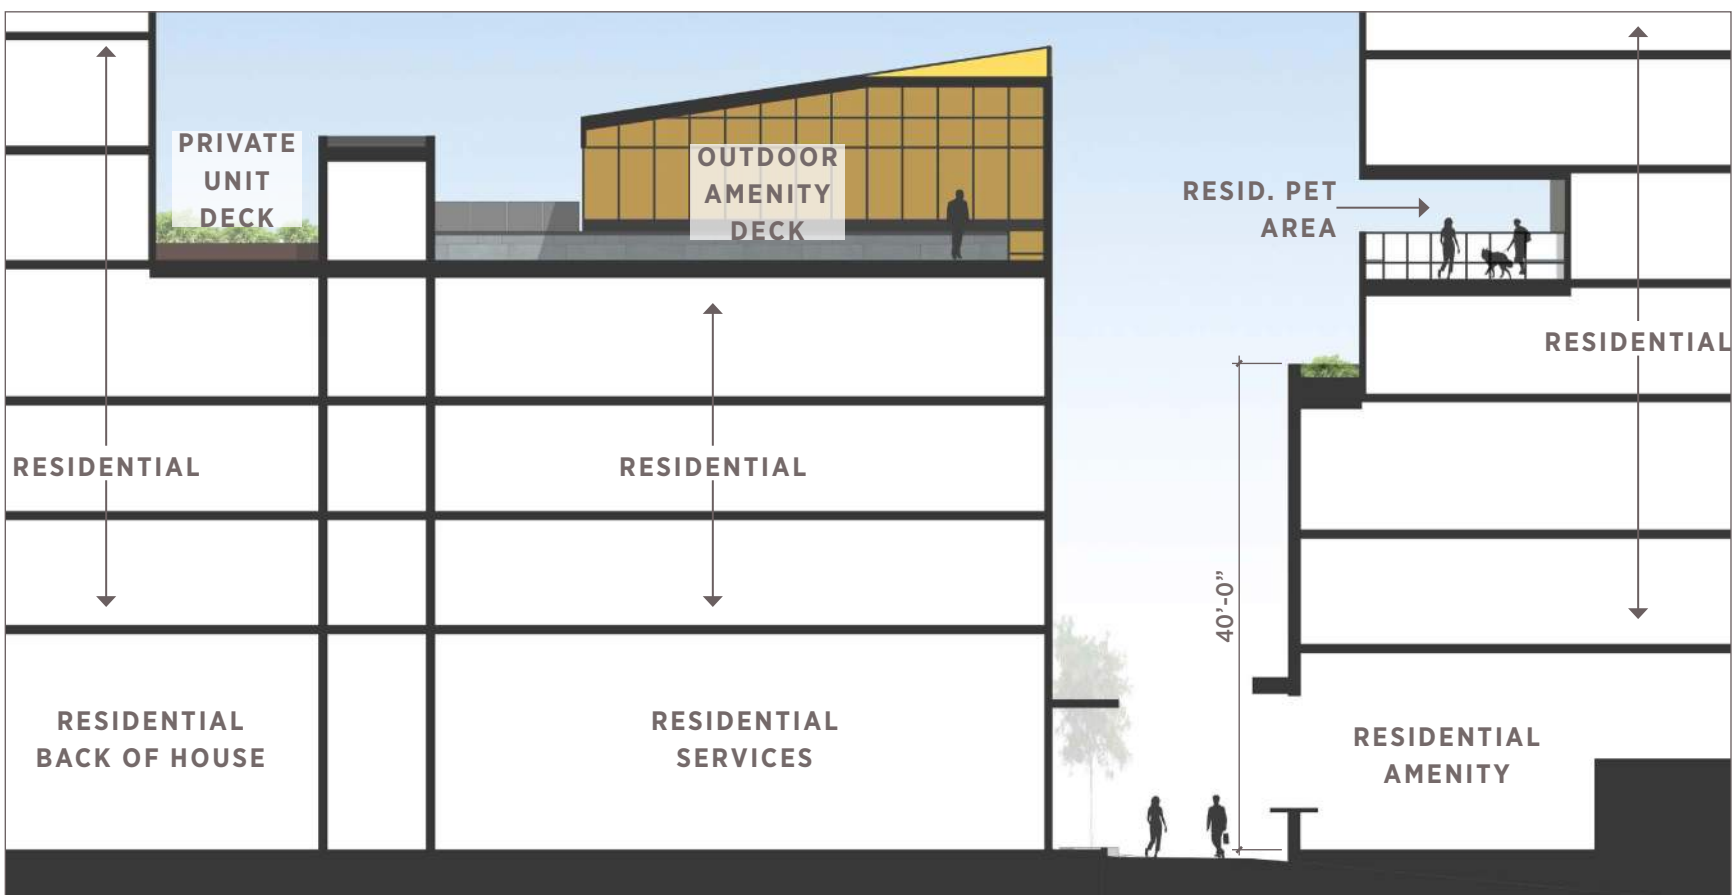 PRIVATE
UNIT
DECK
OUTDOOR
AMENITY
DECK
RESID. PET
AREA
RESIDENTIAL
RESIDENTIAL
RESIDENTIAL
40'-0”
RESIDENTIAL
BACK OF HOUSE
RESIDENTIAL
SERVICES
RESIDENTIAL
AMENITY